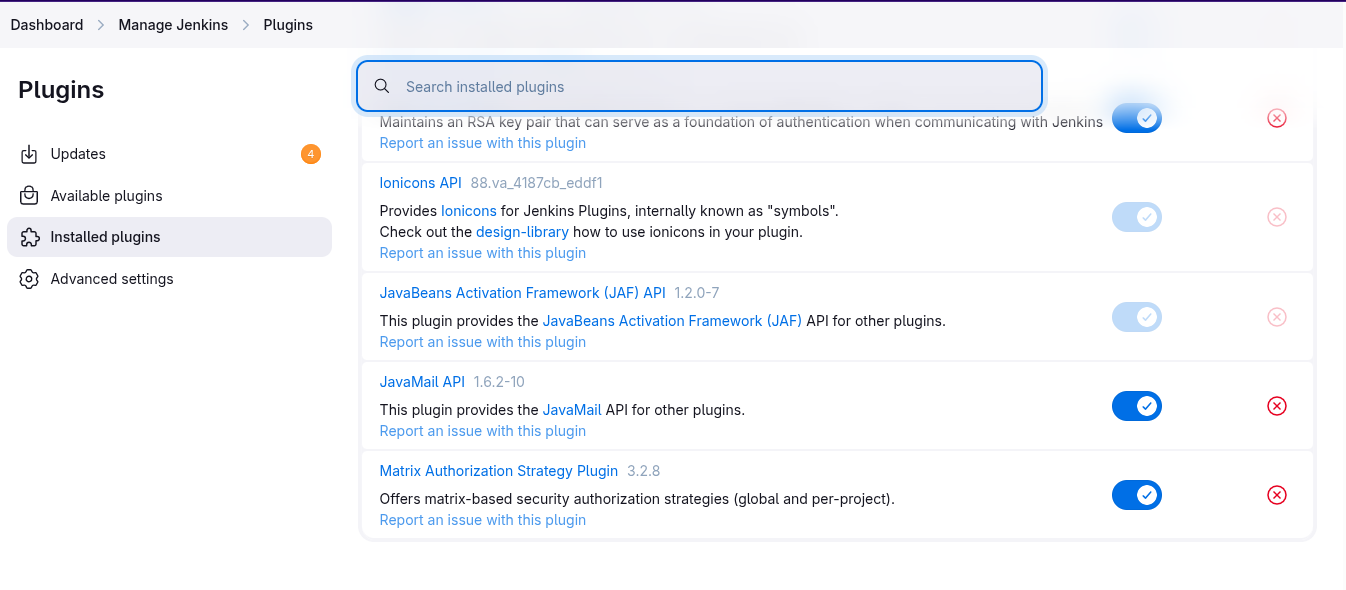 Dashboard > Manage Jenkins > Plugins
Plugins
Updates 4
Available plugins
Installed plugins
Advanced settings
Search installed plugins
Maintains an RSA key pair that can serve as a foundation of authentication when communicating with Jenkins
Report an issue with this plugin
Ionicons API 88.va_4187cb_eddf1
Provides Ionicons for Jenkins Plugins, internally known as "symbols".
Check out the design-library how to use ionicons in your plugin.
Report an issue with this plugin
JavaBeans Activation Framework (JAF) API 1.2.0-7
This plugin provides the JavaBeans Activation Framework (JAF) API for other plugins.
Report an issue with this plugin
JavaMail API 1.6.2-10
This plugin provides the JavaMail API for other plugins.
Report an issue with this plugin
Matrix Authorization Strategy Plugin 3.2.8
Offers matrix-based security authorization strategies (global and per-project).
Report an issue with this plugin